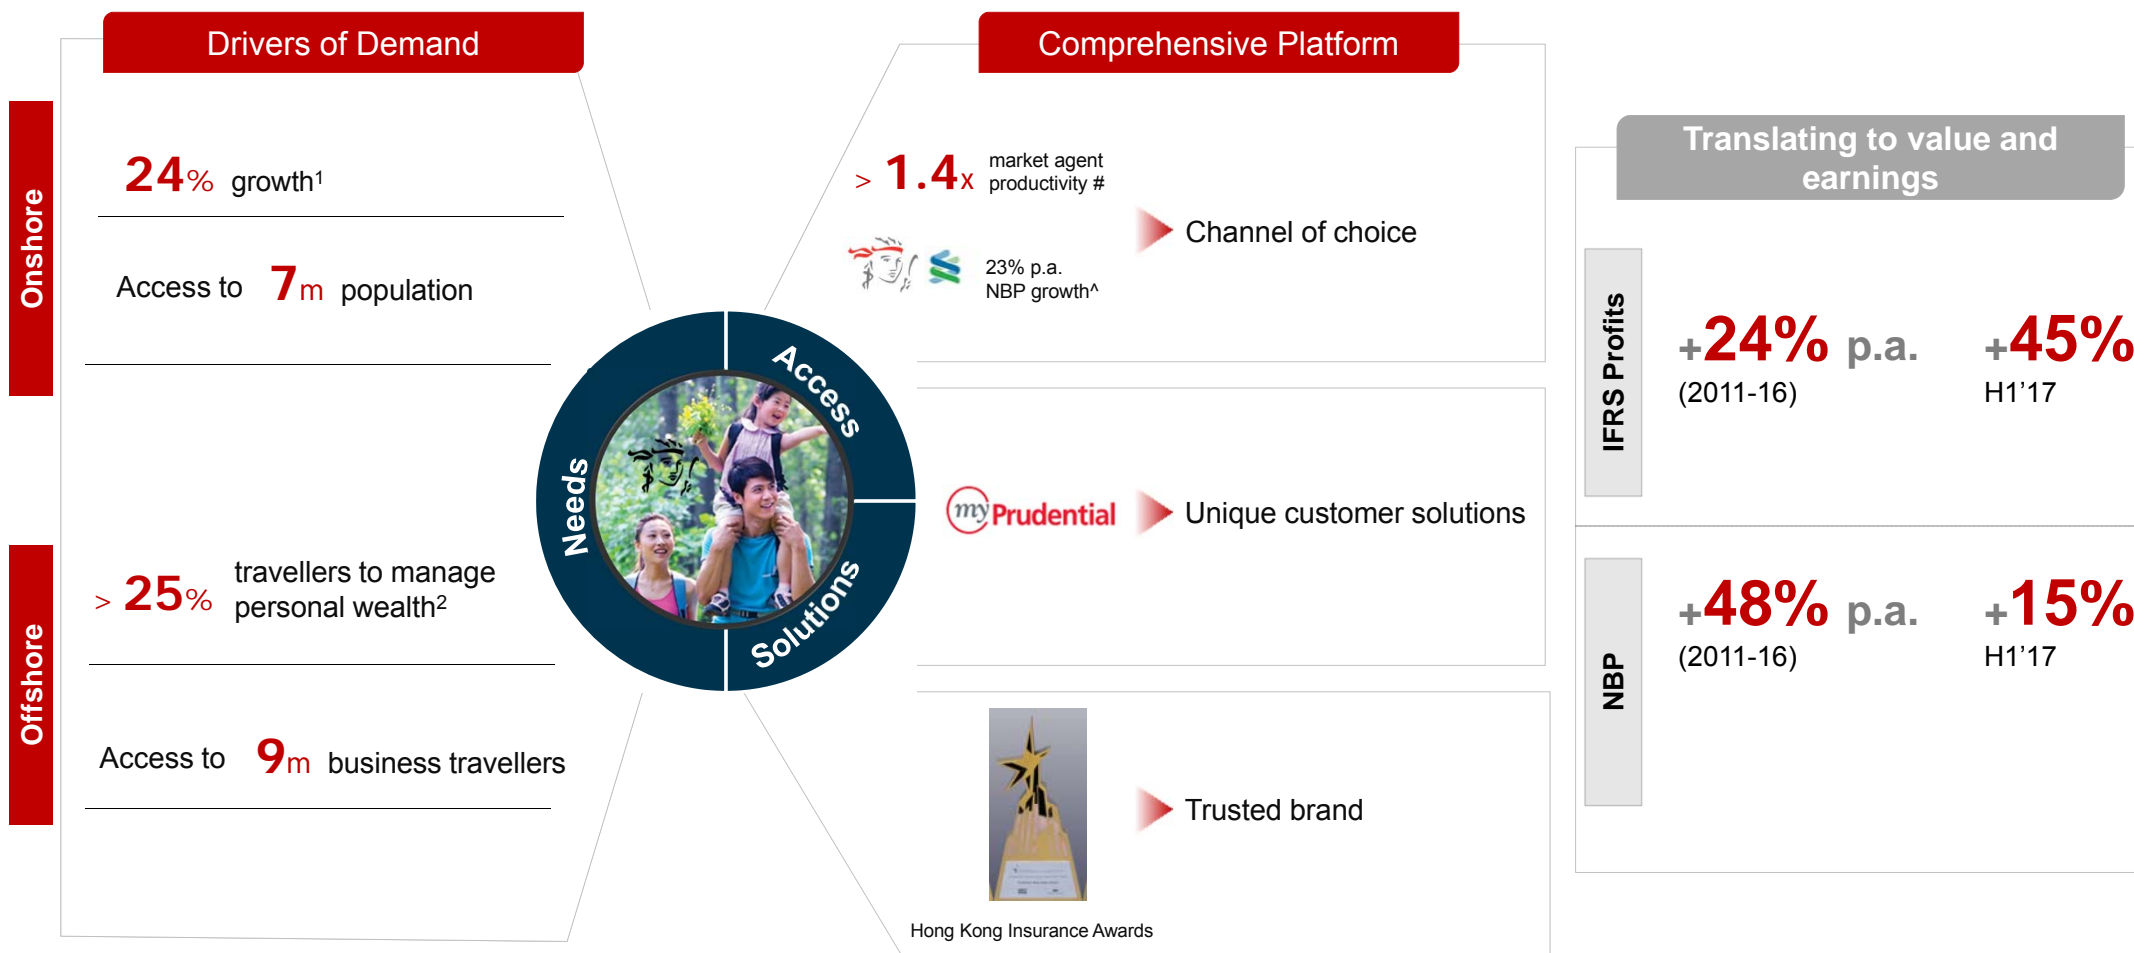 Drivers of Demand
Onshore
24% growth1
Access to 7m population
Offshore
> 25% travellers to manage
personal wealth2
Access to 9m business travellers
Needs
Access
Solutions
Comprehensive Platform
> 1.4x market agent
productivity #
23% p.a.
NBP growth^
Channel of choice
my Prudential
Unique customer solutions
Hong Kong Insurance Awards
Trusted brand
Translating to value and
earnings
IFRS Profits
+24% p.a. +45%
(2011-16) H1’17
NBP
+48% p.a. +15%
(2011-16) H1’17